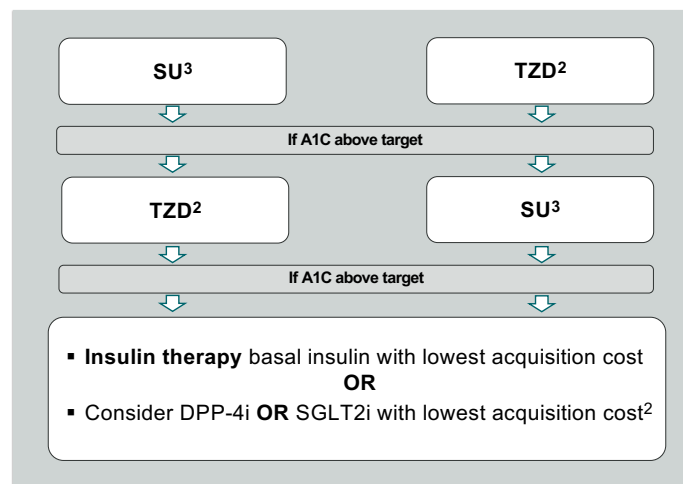 SU³ TZD²
If A1C above target
TZD² SU³
If A1C above target
▪ Insulin therapy basal insulin with lowest acquisition cost
OR
▪ Consider DPP-4i OR SGLT2i with lowest acquisition cost²